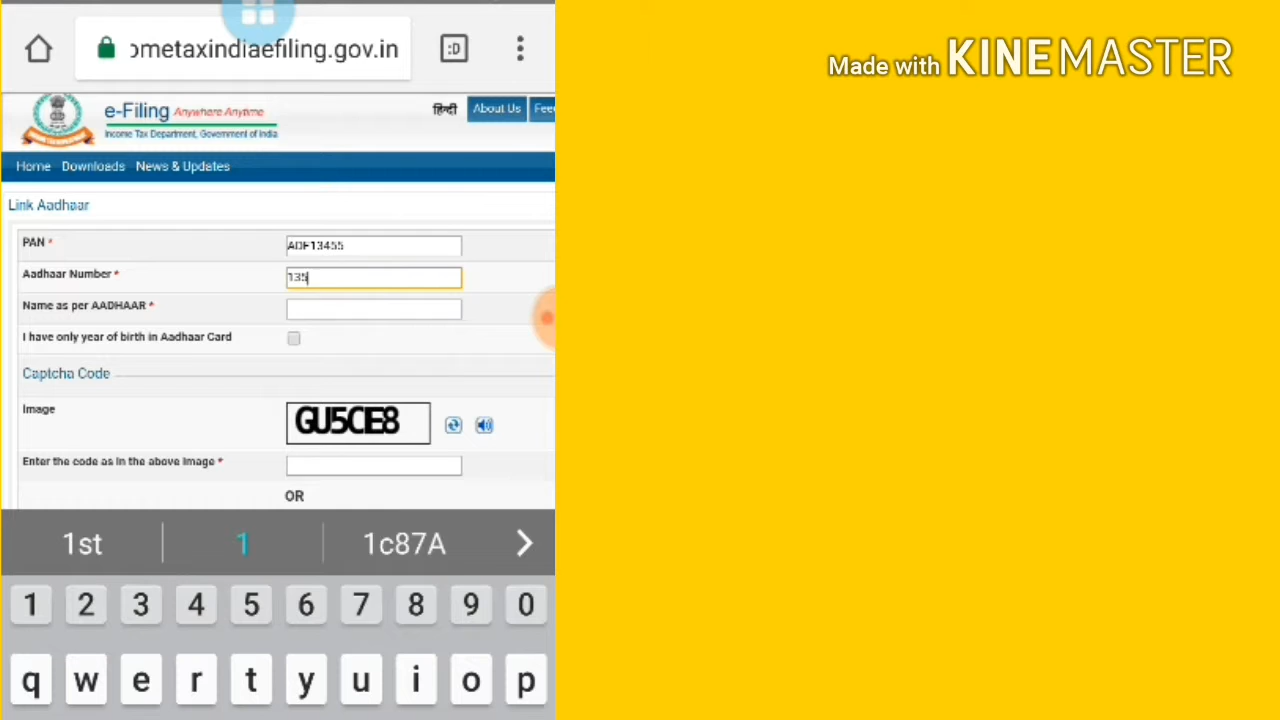 ometaxindiaefiling.gov.in
:D
Made with KINEMASTER
e-Filing Anywhere Anytime
Income Tax Department, Government of India
हिन्दी
About Us
Feed
Home Downloads News & Updates
Link Aadhaar
PAN *
ADF13455
Aadhaar Number *
135
Name as per AADHAAR *
I have only year of birth in Aadhaar Card
Captcha Code
Image
GU5CE8
Enter the code as in the above image *
OR
1st
1
1c87A
1 2 3 4 5 6 7 8 9 0
q w e r t y u i o p